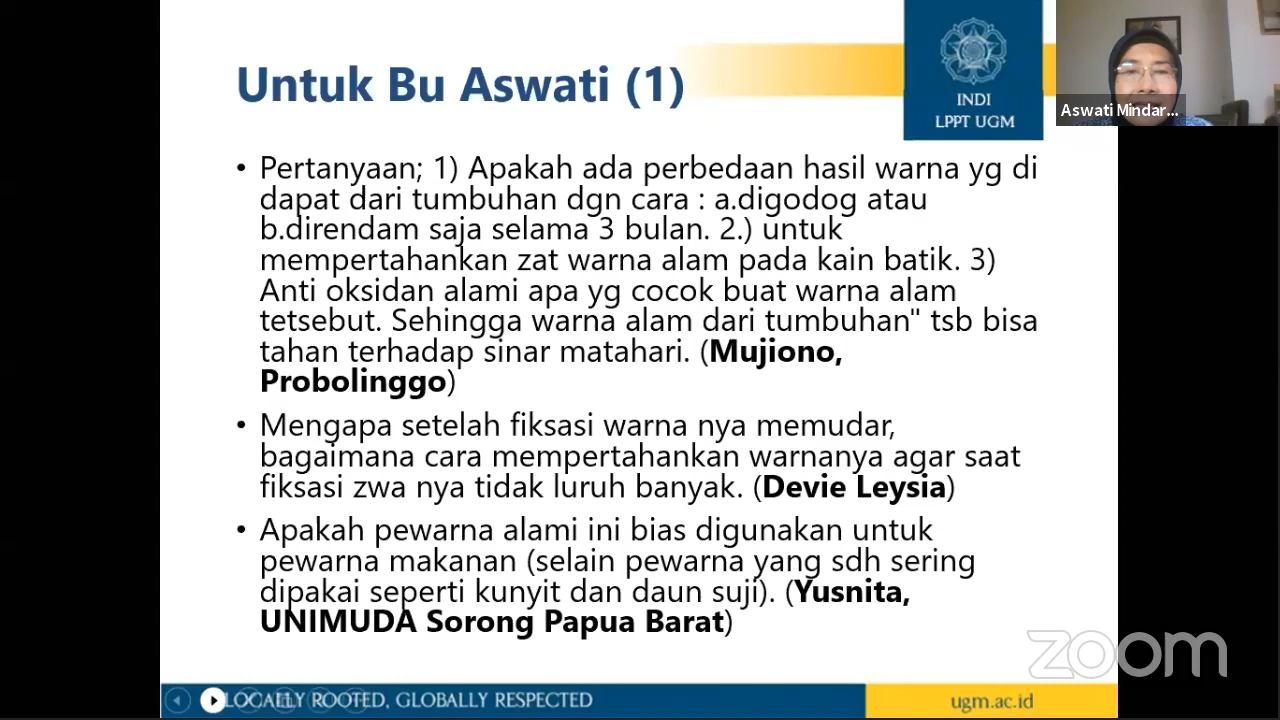 Untuk Bu Aswati (1)
INDI
LPPT UGM
Aswati Mindar...
• Pertanyaan; 1) Apakah ada perbedaan hasil warna yg di
dapat dari tumbuhan dgn cara : a.digodog atau
b.direndam saja selama 3 bulan. 2.) untuk
mempertahankan zat warna alam pada kain batik. 3)
Anti oksidan alami apa yg cocok buat warna alam
tetsebut. Sehingga warna alam dari tumbuhan" tsb bisa
tahan terhadap sinar matahari. (Mujiono,
Probolinggo)
• Mengapa setelah fiksasi warna nya memudar,
bagaimana cara mempertahankan warnanya agar saat
fiksasi zwa nya tidak luruh banyak. (Devie Leysia)
• Apakah pewarna alami ini bias digunakan untuk
pewarna makanan (selain pewarna yang sdh sering
dipakai seperti kunyit dan daun suji). (Yusnita,
UNIMUDA Sorong Papua Barat)
zoom
LOCALLY ROOTED, GLOBALLY RESPECTED
ugm.ac.id